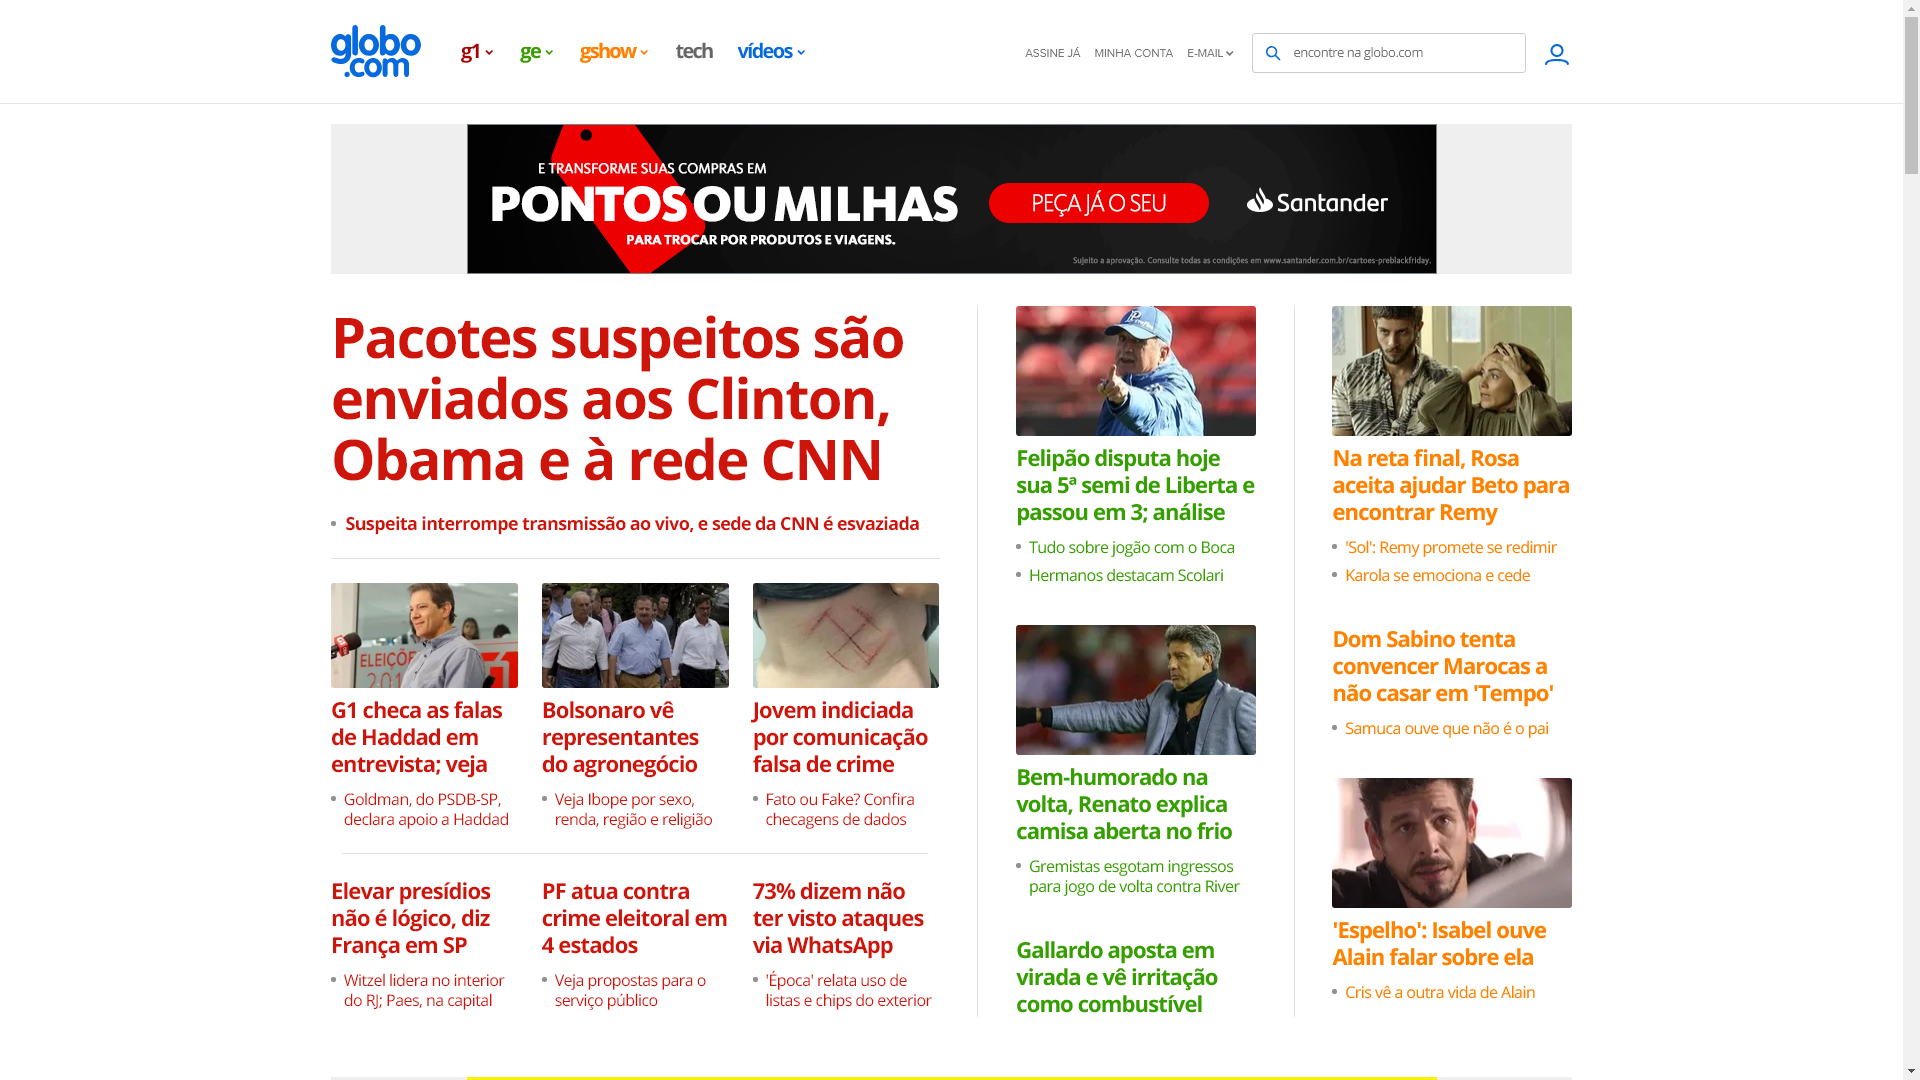 globo
.com
g1
ge
gshow
tech
vídeos
ASSINE JÁ
MINHA CONTA
E-MAIL
encontre na globo.com
E TRANSFORME SUAS COMPRAS EM
PONTOS OU MILHAS
PARA TROCAR POR PRODUTOS E VIAGENS.
PEÇA JÁ O SEU
Santander
Sujeito a aprovação. Consulte todas as condições em www.santander.com.br/cartoes-preblackfriday.
Pacotes suspeitos são
enviados aos Clinton,
Obama e à rede CNN
Suspeita interrompe transmissão ao vivo, e sede da CNN é esvaziada
ELEIÇÕE
201
G1
G1 checa as falas
de Haddad em
entrevista; veja
Goldman, do PSDB-SP,
declara apoio a Haddad
Bolsonaro vê
representantes
do agronegócio
Veja Ibope por sexo,
renda, região e religião
Jovem indiciada
por comunicação
falsa de crime
Fato ou Fake? Confira
checagens de dados
Elevar presídios
não é lógico, diz
França em SP
Witzel lidera no interior
do RJ; Paes, na capital
PF atua contra
crime eleitoral em
4 estados
Veja propostas para o
serviço público
73% dizem não
ter visto ataques
via WhatsApp
'Época' relata uso de
listas e chips do exterior
Felipão disputa hoje
sua 5ª semi de Liberta e
passou em 3; análise
Tudo sobre jogão com o Boca
Hermanos destacam Scolari
Bem-humorado na
volta, Renato explica
camisa aberta no frio
Gremistas esgotam ingressos
para jogo de volta contra River
Gallardo aposta em
virada e vê irritação
como combustível
Na reta final, Rosa
aceita ajudar Beto para
encontrar Remy
'Sol': Remy promete se redimir
Karola se emociona e cede
Dom Sabino tenta
convencer Marocas a
não casar em 'Tempo'
Samuca ouve que não é o pai
'Espelho': Isabel ouve
Alain falar sobre ela
Cris vê a outra vida de Alain